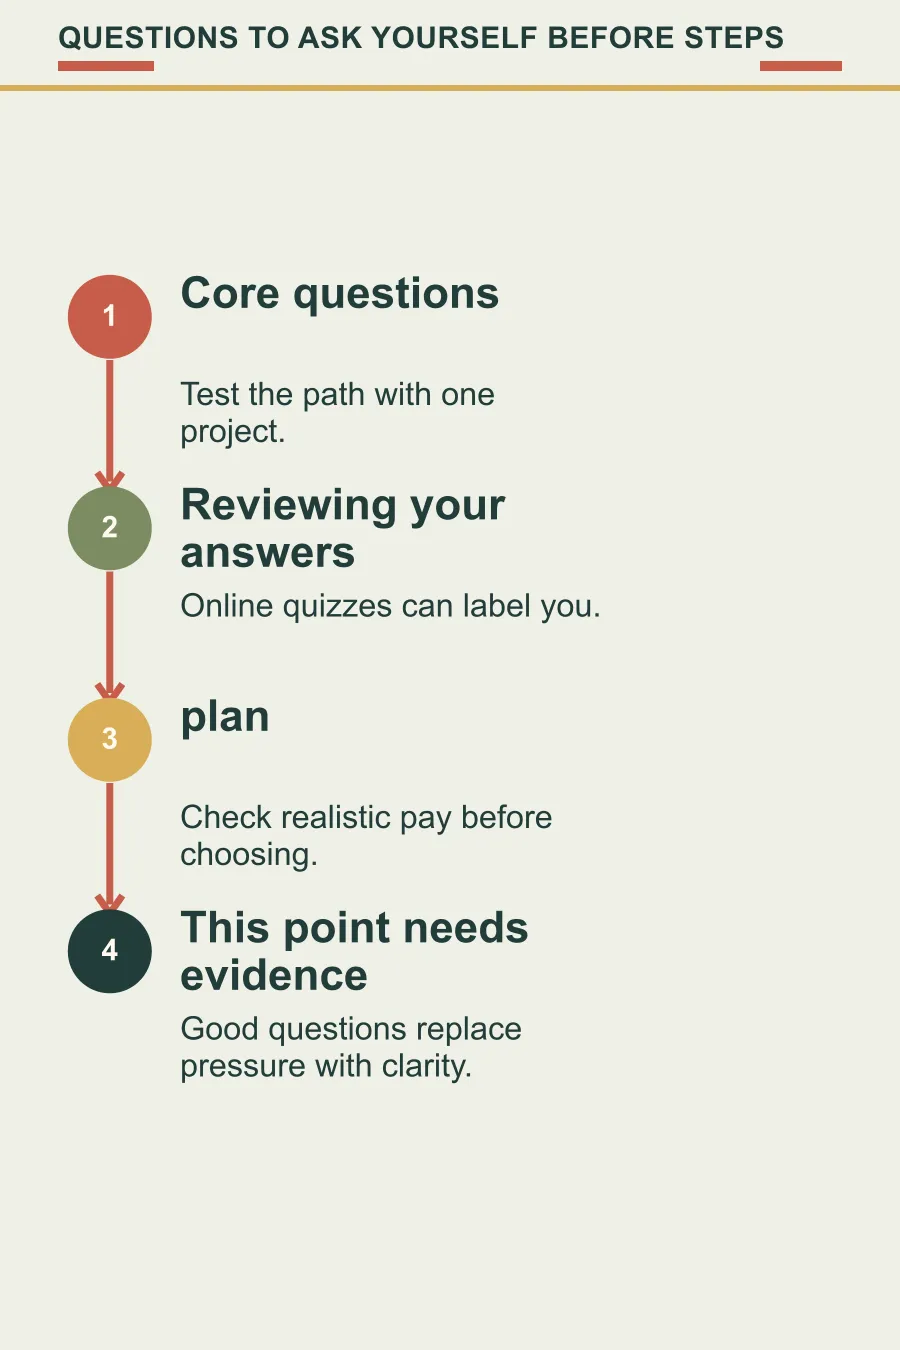 QUESTIONS TO ASK YOURSELF BEFORE STEPS
1
Core questions
Test the path with one
project.
2
Reviewing your
answers
Online quizzes can label you.
3
plan
Check realistic pay before
choosing.
4
This point needs
evidence
Good questions replace
pressure with clarity.